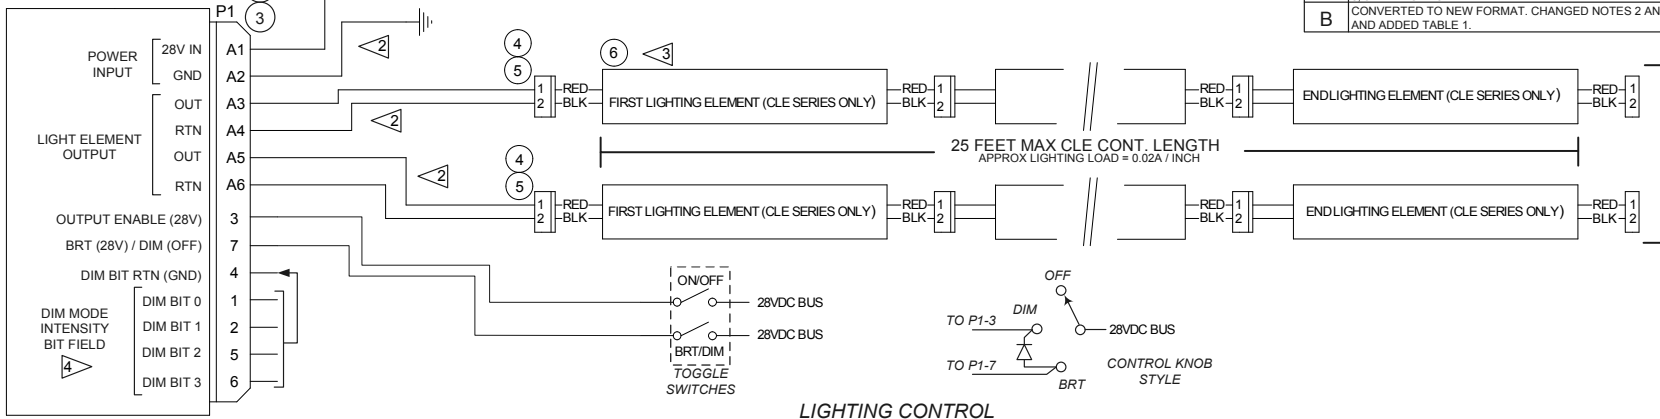 P1
3
B
CONVERTED TO NEW FORMAT. CHANGED NOTES 2 AN
AND ADDED TABLE 1.
POWER
INPUT
28V IN
A1
GND
A2
2
LIGHT ELEMENT
OUTPUT
OUT
A3
RTN
A4
2
OUT
A5
RTN
A6
2
OUTPUT ENABLE (28V)
3
BRT (28V) / DIM (OFF)
7
DIM BIT RTN (GND)
4
DIM MODE
INTENSITY
BIT FIELD
4
DIM BIT 0
1
DIM BIT 1
2
DIM BIT 2
5
DIM BIT 3
6
4
5
6
3
1 RED
2 BLK
FIRST LIGHTING ELEMENT (CLE SERIES ONLY)
RED 1
BLK 2
RED 1
BLK 2
END LIGHTING ELEMENT (CLE SERIES ONLY)
RED 1
BLK 2
25 FEET MAX CLE CONT. LENGTH
APPROX LIGHTING LOAD = 0.02A / INCH
4
5
1 RED
2 BLK
FIRST LIGHTING ELEMENT (CLE SERIES ONLY)
RED 1
BLK 2
RED 1
BLK 2
END LIGHTING ELEMENT (CLE SERIES ONLY)
RED 1
BLK 2
ON/OFF
28VDC BUS
28VDC BUS
BRT/DIM
TOGGLE
SWITCHES
OFF
DIM
TO P1-3
28VDC BUS
TO P1-7
BRT
CONTROL KNOB
STYLE
LIGHTING CONTROL